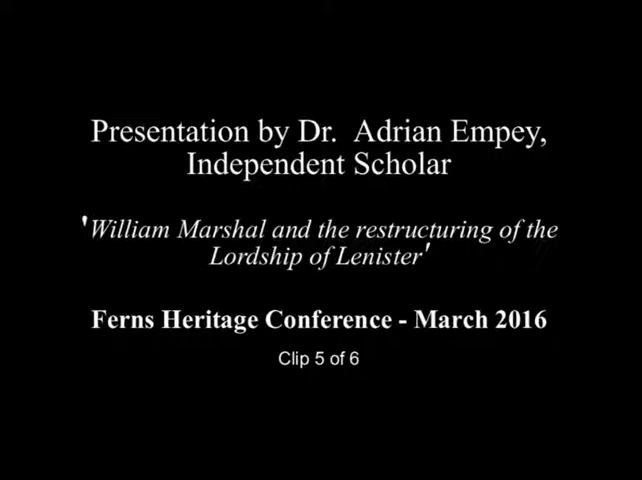 Presentation by Dr. Adrian Empey,
Independent Scholar
'William Marshal and the restructuring of the
Lordship of Lenister'
Ferns Heritage Conference - March 2016
Clip 5 of 6